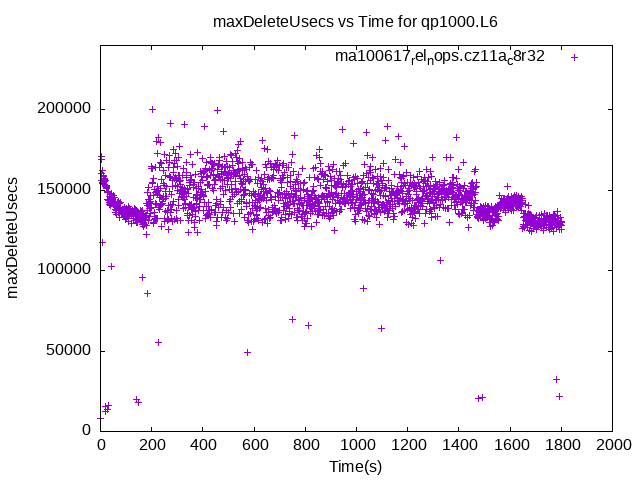 maxDeleteUsecs vs Time for qp1000.L6
ma100617relnops.cz11ac8r32
200000
150000
100000
50000
0
maxDeleteUsecs
0 200 400 600 800 1000 1200 1400 1600 1800 2000
Time(s)